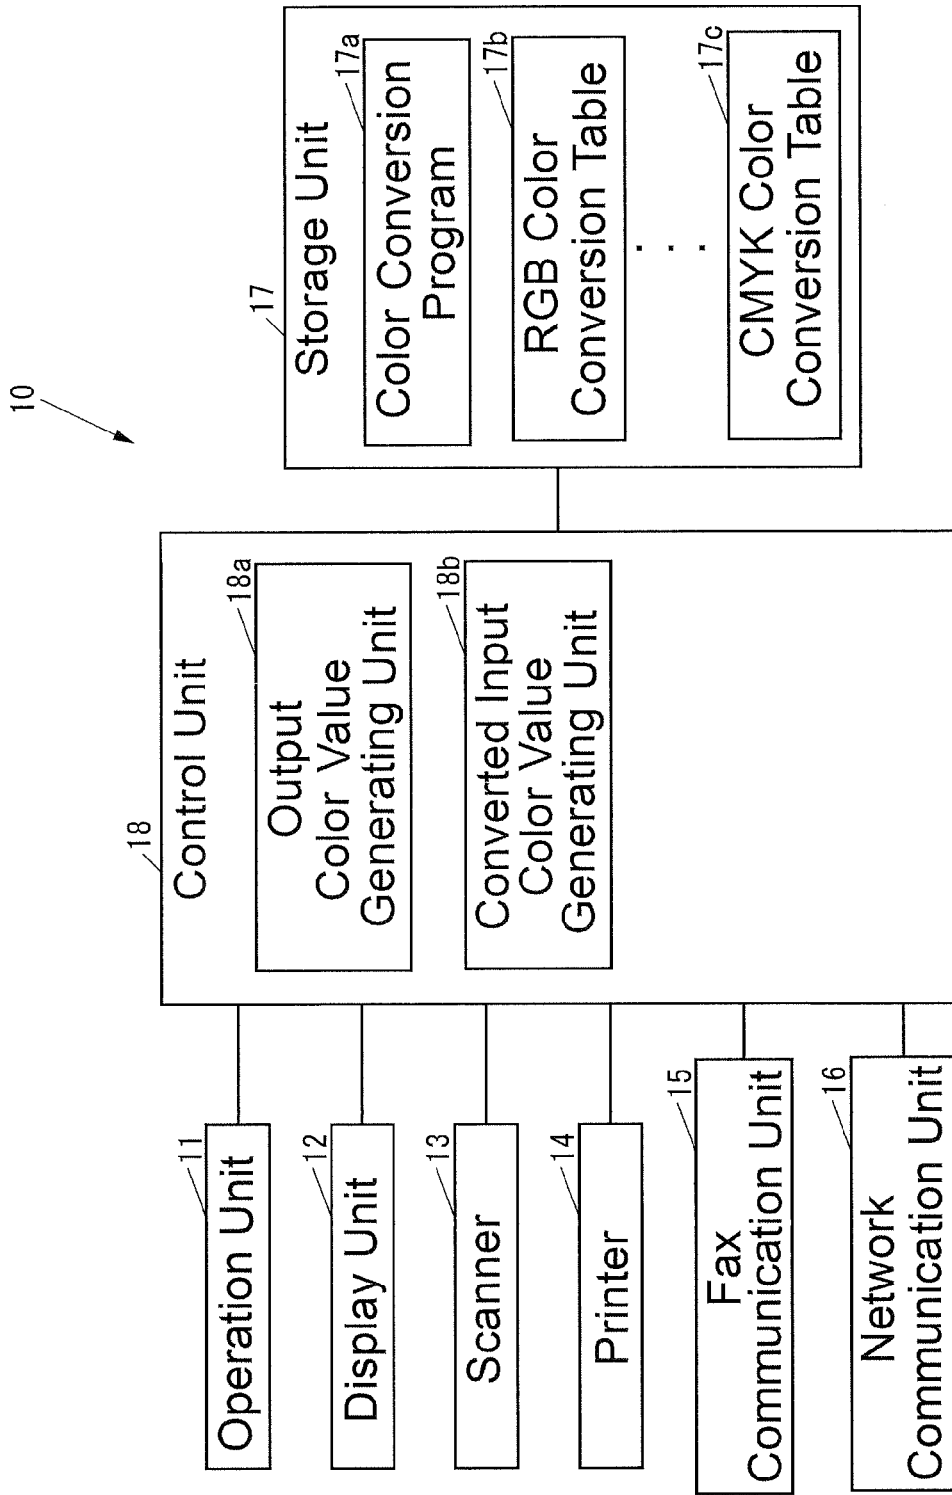 10
11
Operation Unit
12
Display Unit
13
Scanner
14
Printer
15
Fax
Communication Unit
16
Network
Communication Unit
18
Control Unit
18a
Output
Color Value
Generating Unit
18b
Converted Input
Color Value
Generating Unit
17
Storage Unit
17a
Color Conversion
Program
17b
RGB Color
Conversion Table
. . .
17c
CMYK Color
Conversion Table